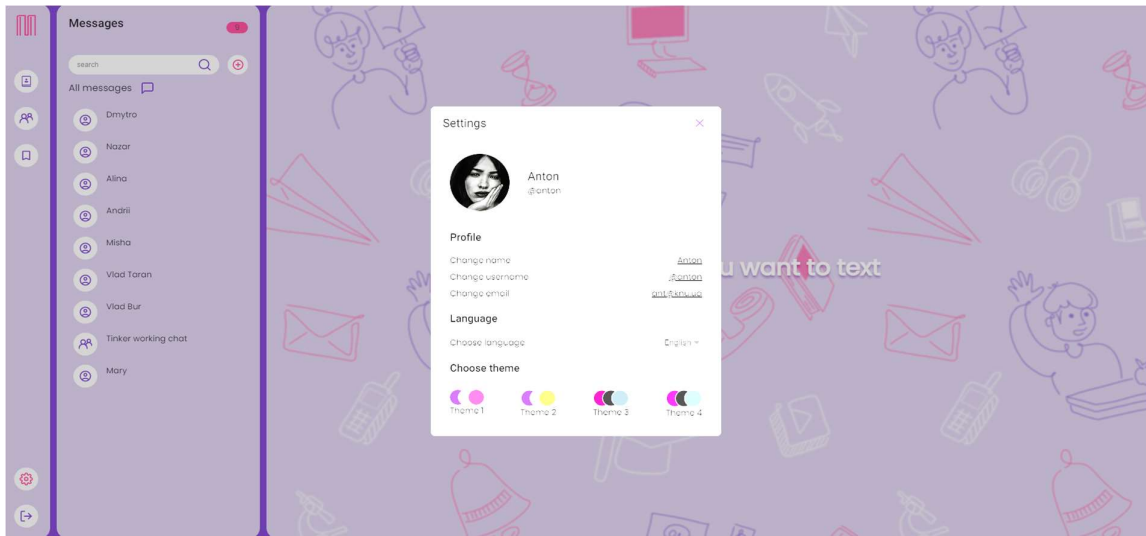 Messages
search
All messages
Dmytro
Nazar
Alina
Andrii
Misha
Vlad Taran
Vlad Bur
Tinker working chat
Mary
Settings
Anton
@anton
Profile
Change name Anton
Change username @anton
Change email ant@knu.ua
Language
Choose language English
Choose theme
Theme 1 Theme 2 Theme 3 Theme 4
u want to text